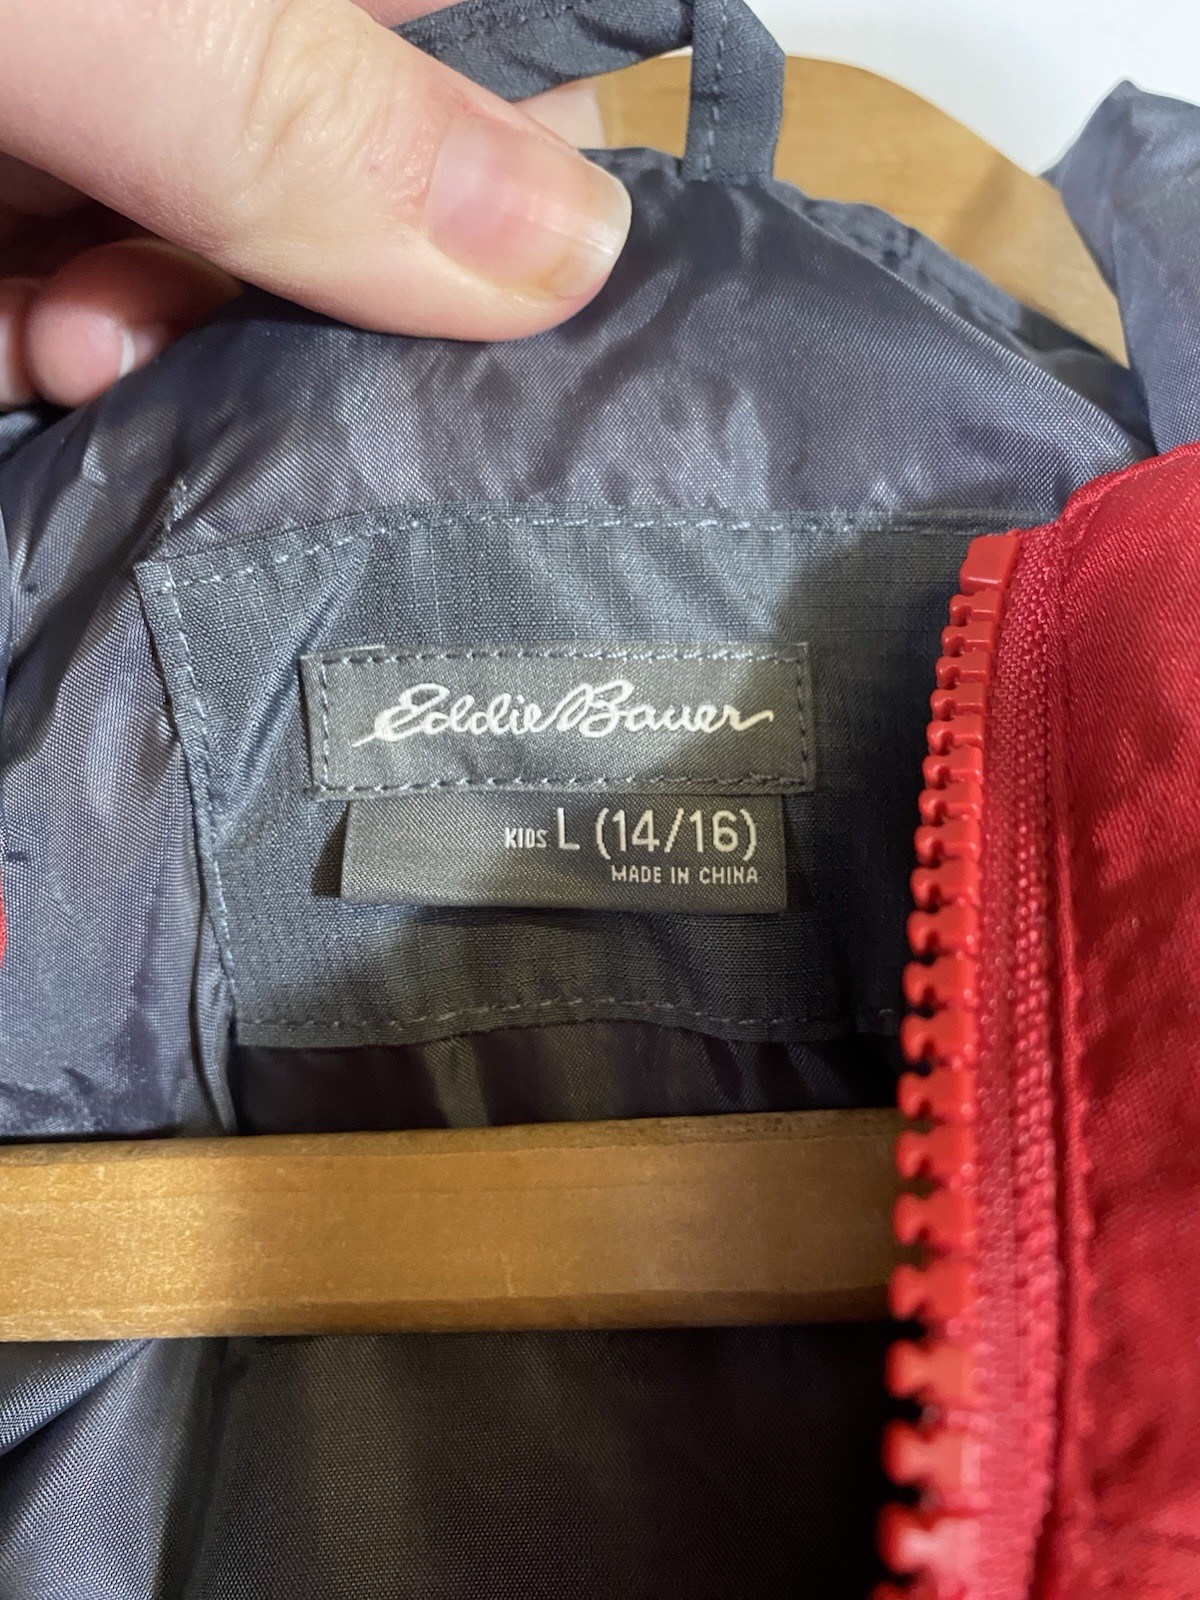 Eddie Bauer
KIDS L (14/16)
MADE IN CHINA